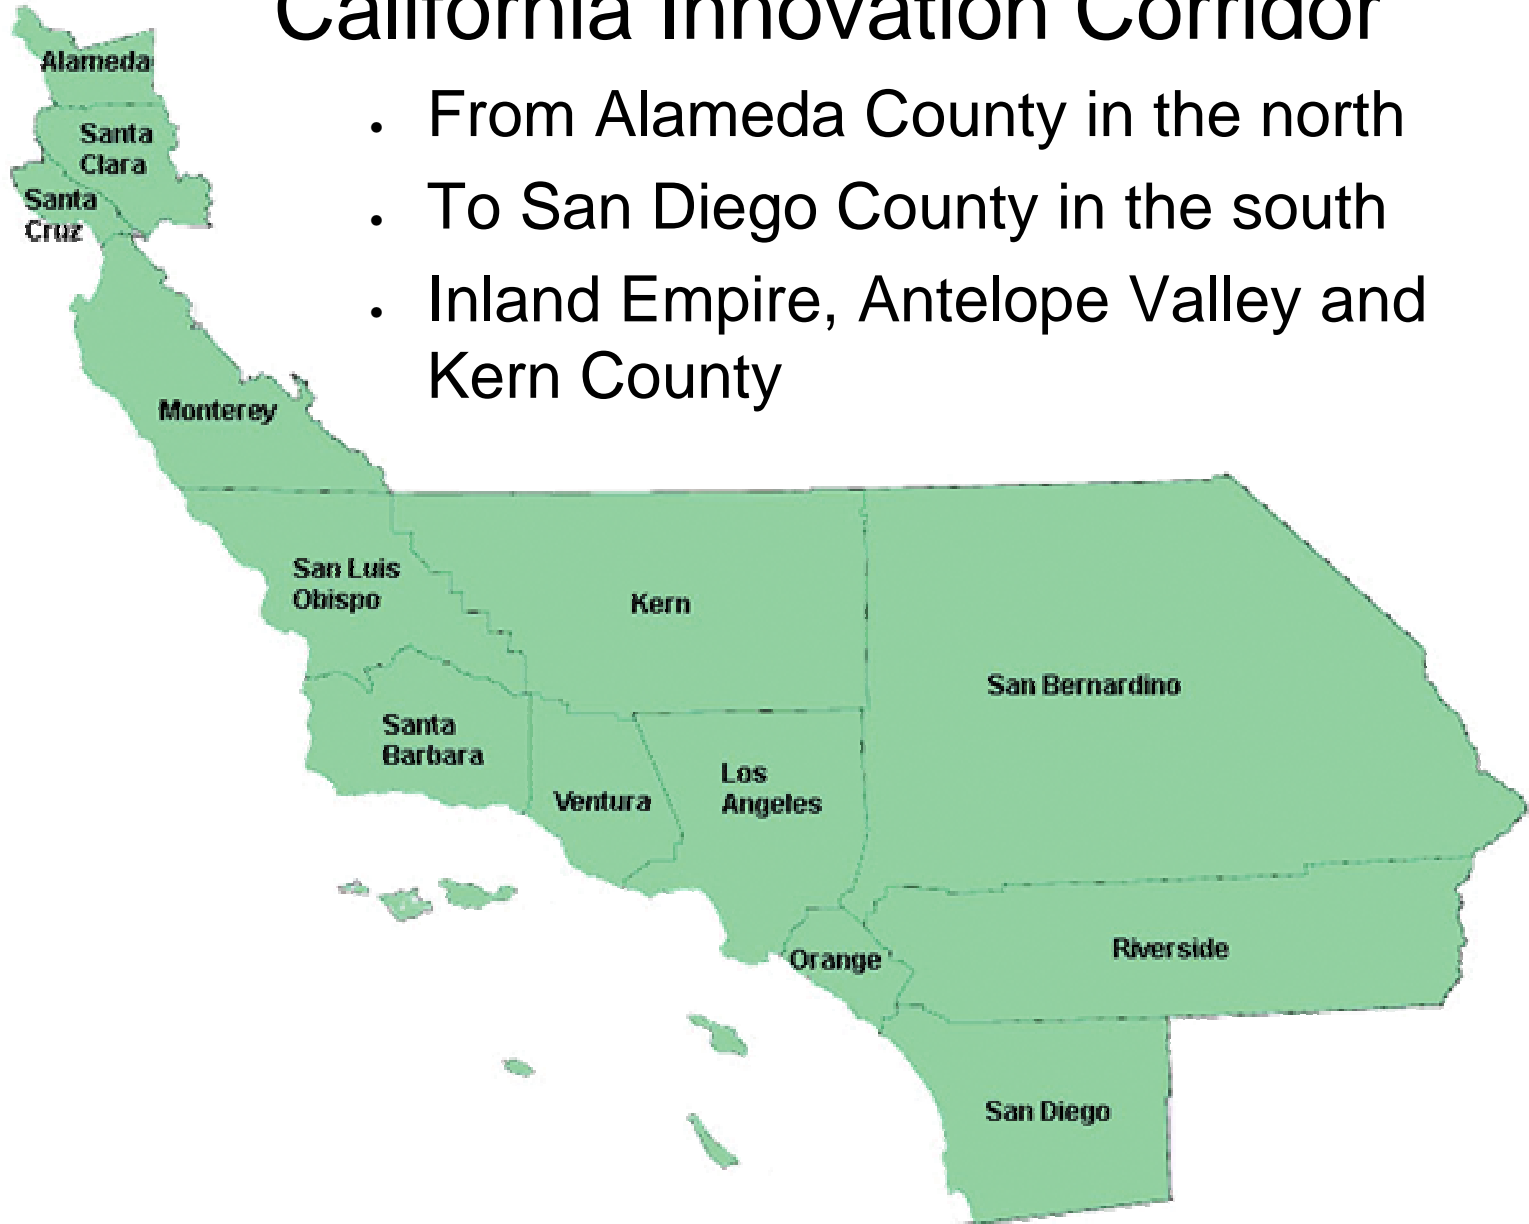 California Innovation Corridor
• From Alameda County in the north
• To San Diego County in the south
• Inland Empire, Antelope Valley and
Kern County
Alameda
Santa
Clara
Santa
Cruz
Monterey
San Luis
Obispo
Kern
San Bernardino
Santa
Barbara
Ventura
Los
Angeles
Orange
Riverside
San Diego